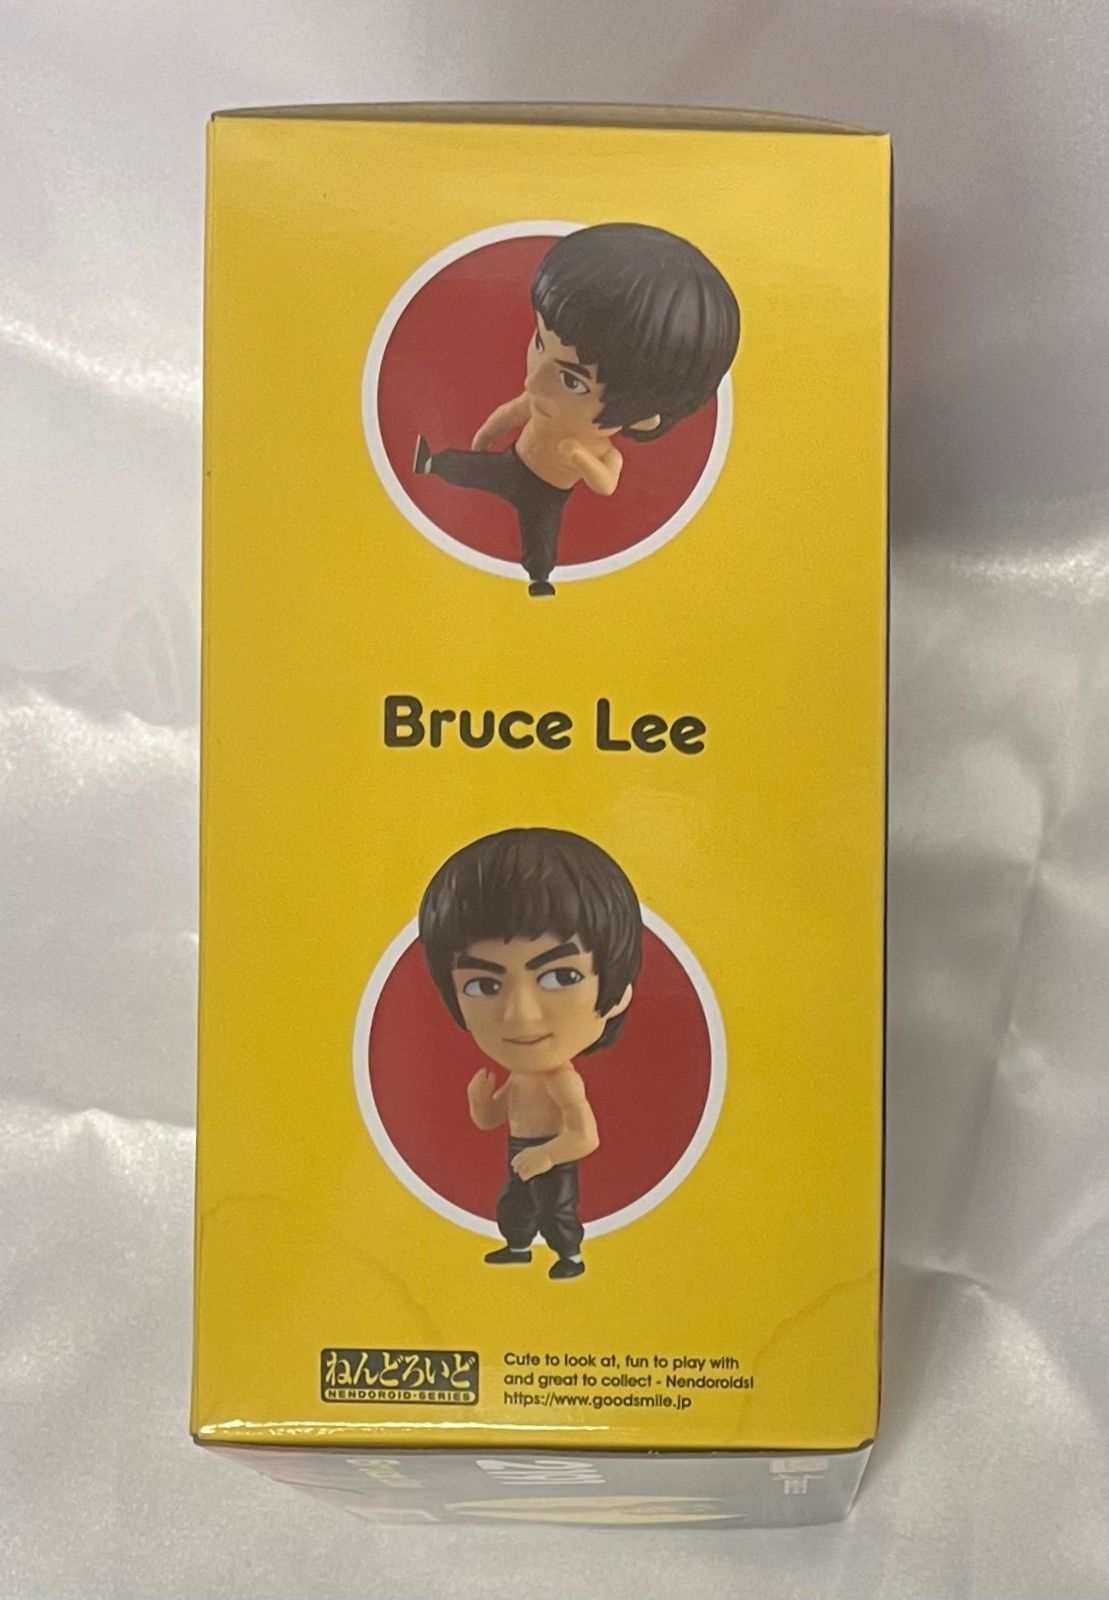 Bruce Lee
ねんどろいど
NENDOROID·SERIES
Cute to look at, fun to play with
and great to collect - Nendoroids!
https://www.goodsmile.jp